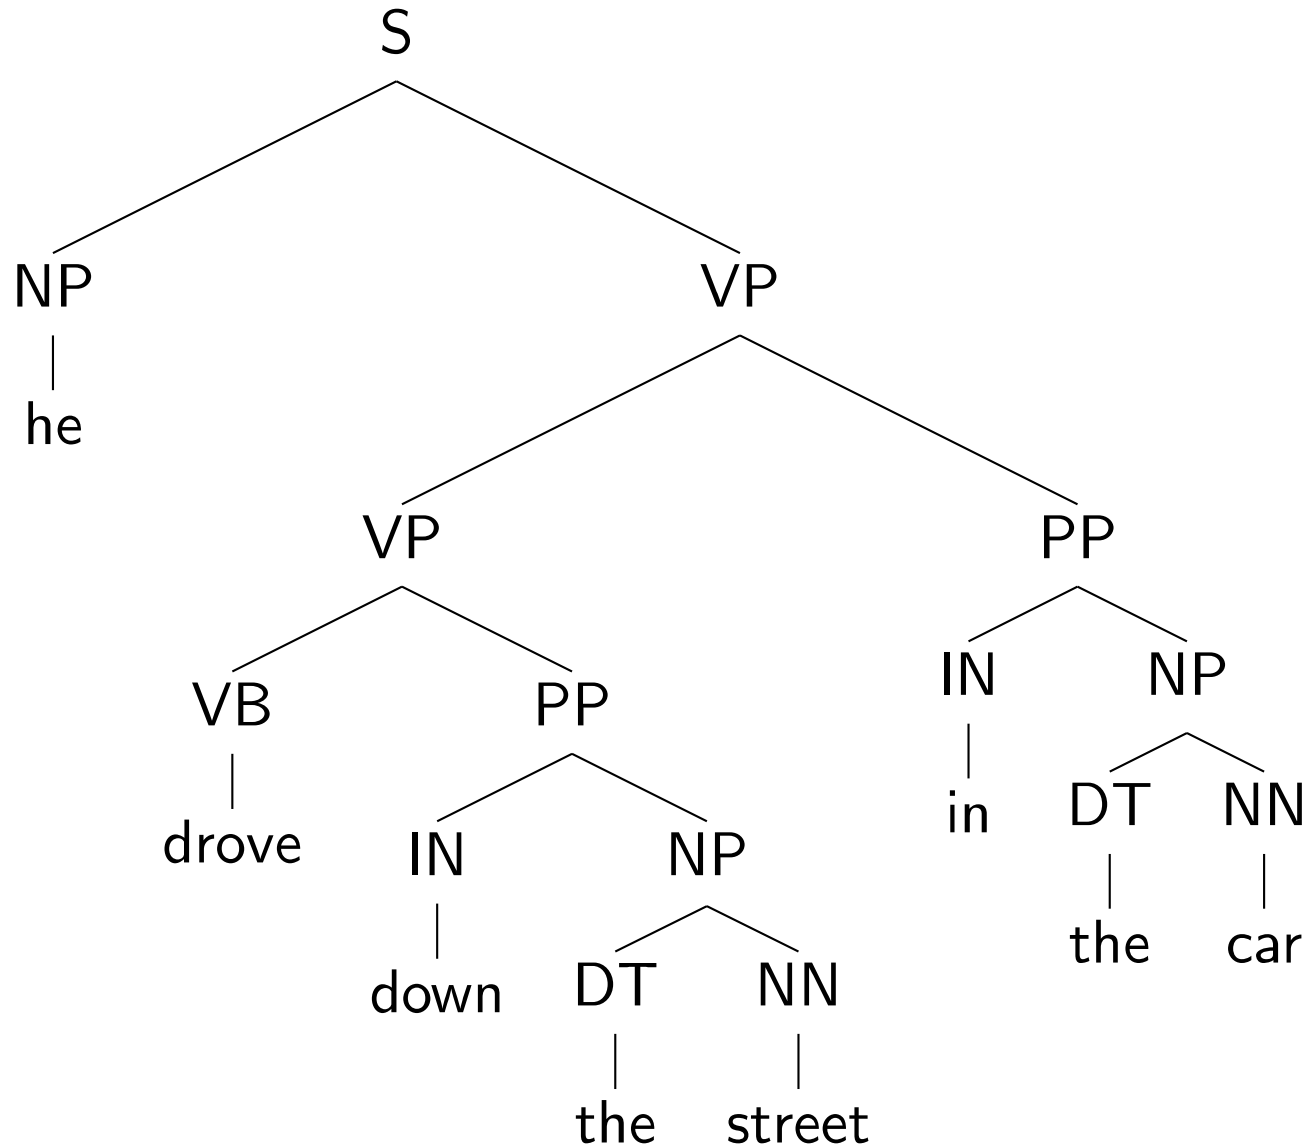 S
NP VP
he
VP PP
IN NP
VB PP
in DT NN
drove IN NP
the car
down DT NN
the street